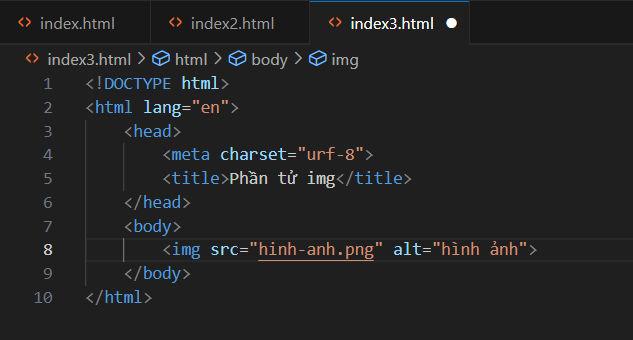 index.html index2.html index3.html
index3.html > html > body > img
1 <!DOCTYPE html>
2 <html lang="en">
3 <head>
4 <meta charset="urf-8">
5 <title>Phần tử img</title>
6 </head>
7 <body>
8 <img src="hinh-anh.png" alt="hình ảnh">
9 </body>
10 </html>